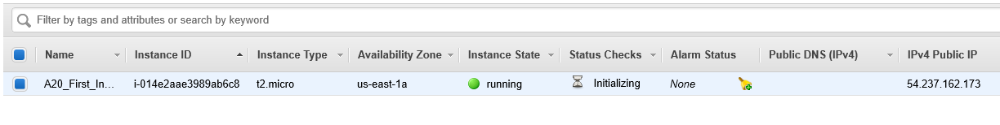 Filter by tags and attributes or search by keyword
Name Instance ID Instance Type Availability Zone Instance State Status Checks Alarm Status Public DNS (IPv4) IPv4 Public IP
A20_First_In... i-014e2aae3989ab6c8 t2.micro us-east-1a running Initializing None 54.237.162.173